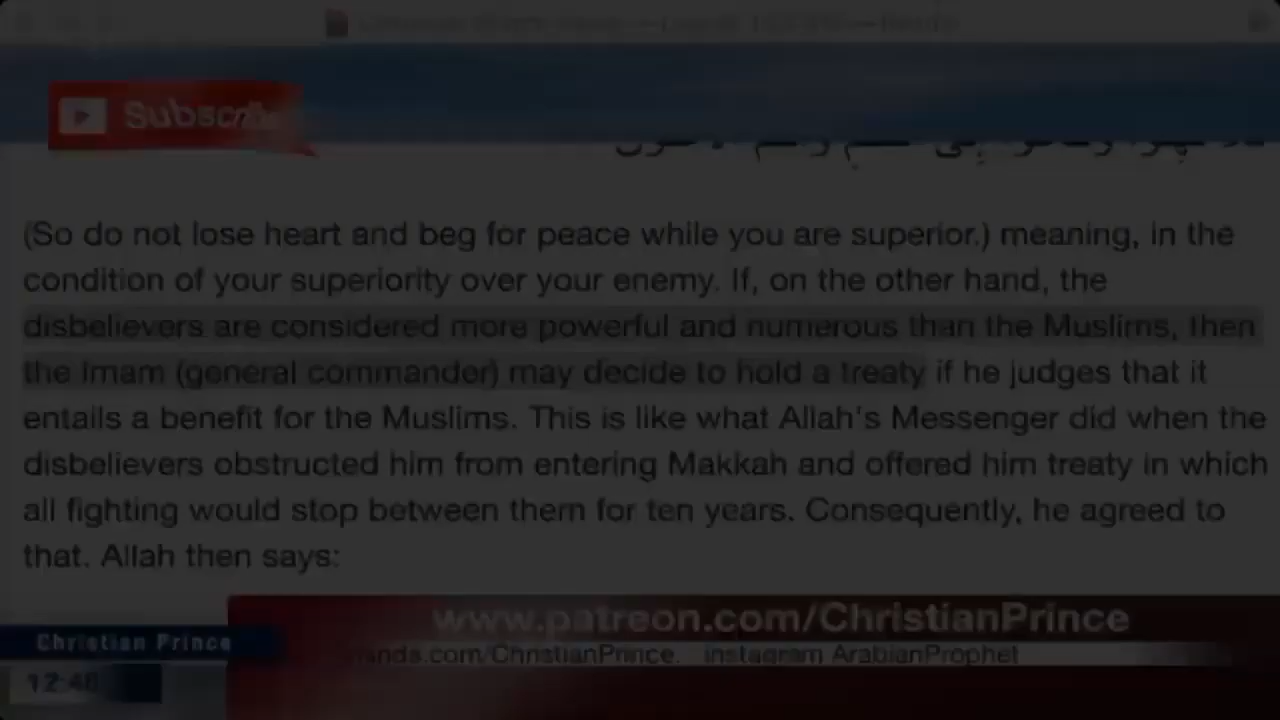 Subscribe
(So do not lose heart and beg for peace while you are superior.) meaning, in the
condition of your superiority over your enemy. If, on the other hand, the
disbelievers are considered more powerful and numerous than the Muslims, then
the Imam (general commander) may decide to hold a treaty if he judges that it
entails a benefit for the Muslims. This is like what Allah's Messenger did when the
disbelievers obstructed him from entering Makkah and offered him treaty in which
all fighting would stop between them for ten years. Consequently, he agreed to
that. Allah then says:
www.patreon.com/ChristianPrince
Christian Prince
.com/ChristianPrince. instagram ArabianProphet